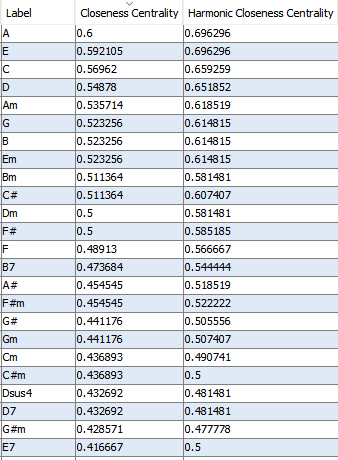 Label Closeness Centrality Harmonic Closeness Centrality
A 0.6 0.696296
E 0.592105 0.696296
C 0.56962 0.659259
D 0.54878 0.651852
Am 0.535714 0.618519
G 0.523256 0.614815
B 0.523256 0.614815
Em 0.523256 0.614815
Bm 0.511364 0.581481
C# 0.511364 0.607407
Dm 0.5 0.581481
F# 0.5 0.585185
F 0.48913 0.566667
B7 0.473684 0.544444
A# 0.454545 0.518519
F#m 0.454545 0.522222
G# 0.441176 0.505556
Gm 0.441176 0.507407
Cm 0.436893 0.490741
C#m 0.436893 0.5
Dsus4 0.432692 0.481481
D7 0.432692 0.481481
G#m 0.428571 0.477778
E7 0.416667 0.5